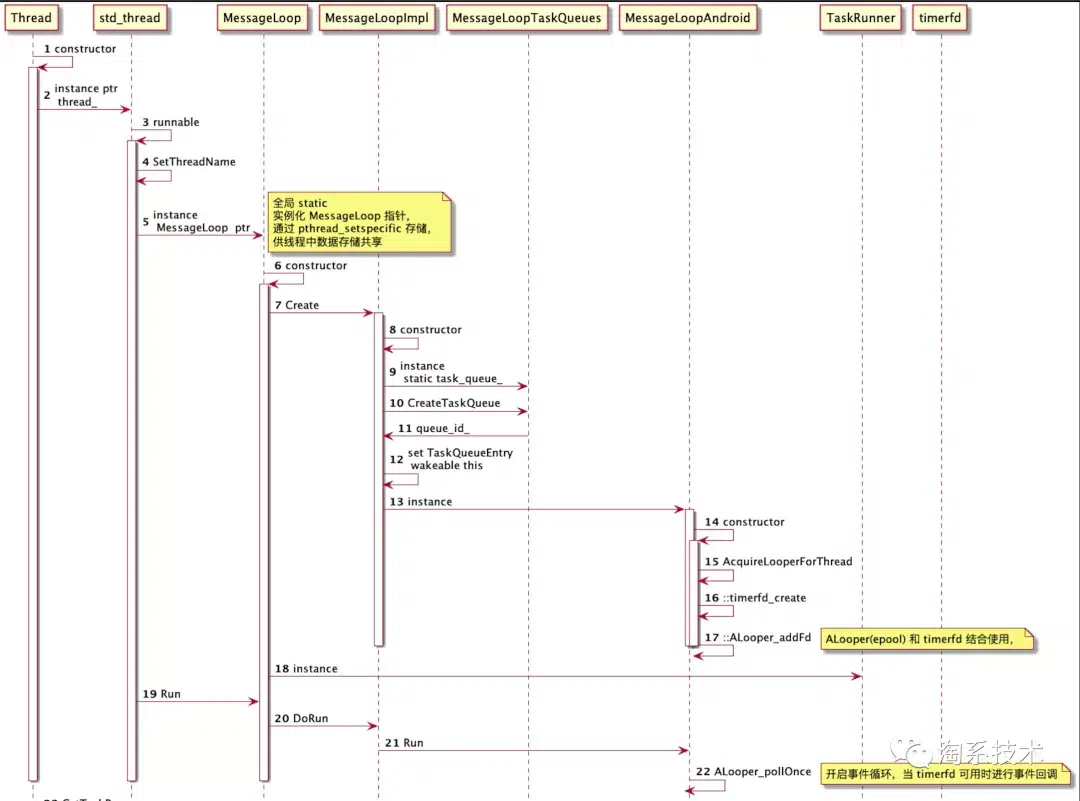 Thread
std_thread
MessageLoop
MessageLoopImpl
MessageLoopTaskQueues
MessageLoopAndroid
TaskRunner
timerfd
1 constructor
2 instance ptr
thread_
3 runnable
4 SetThreadName
全局 static
实例化 MessageLoop 指针,
通过 pthread_setspecific 存储,
供线程中数据存储共享
5 instance
MessageLoop ptr
6 constructor
7 Create
8 constructor
9 instance
static task_queue_
10 CreateTaskQueue
11 queue_id_
12 set TaskQueueEntry
wakeable this
13 instance
14 constructor
15 AcquireLooperForThread
16 ::timerfd_create
17 ::ALooper_addFd
ALooper(epool) 和 timerfd 结合使用,
18 instance
19 Run
20 DoRun
21 Run
淘系技术
22 ALooper_pollOnce
开启事件循环，当 timerfd 可用时进行事件回调